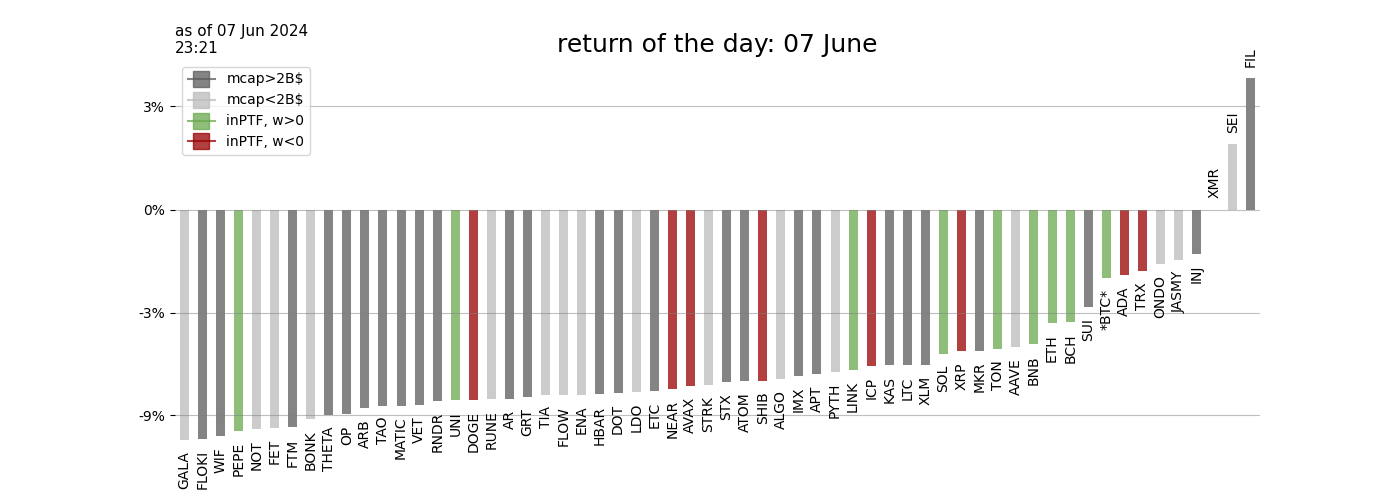 as of 07 Jun 2024
23:21
return of the day: 07 June
mcap>2B$
mcap<2B$
inPTF, w>0
inPTF, w<0
3%
0%
-3%
-9%
GALA
FLOKI
WIF
PEPE
NOT
FET
FTM
BONK
THETA
OP
ARB
TAO
MATIC
VET
RNDR
UNI
DOGE
RUNE
AR
GRT
TIA
FLOW
ENA
HBAR
DOT
LDO
ETC
NEAR
AVAX
STRK
STX
ATOM
SHIB
ALGO
IMX
APT
PYTH
LINK
ICP
KAS
LTC
XLM
SOL
XRP
MKR
TON
AAVE
BNB
ETH
BCH
SUI
*BTC*
ADA
TRX
ONDO
JASMY
INJ
XMR
SEI
FIL